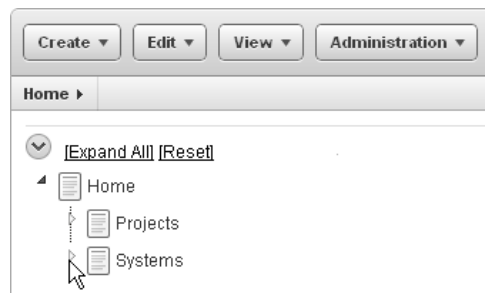 Create Edit View Administration
Home
[Expand All] [Reset]
Home
Projects
Systems